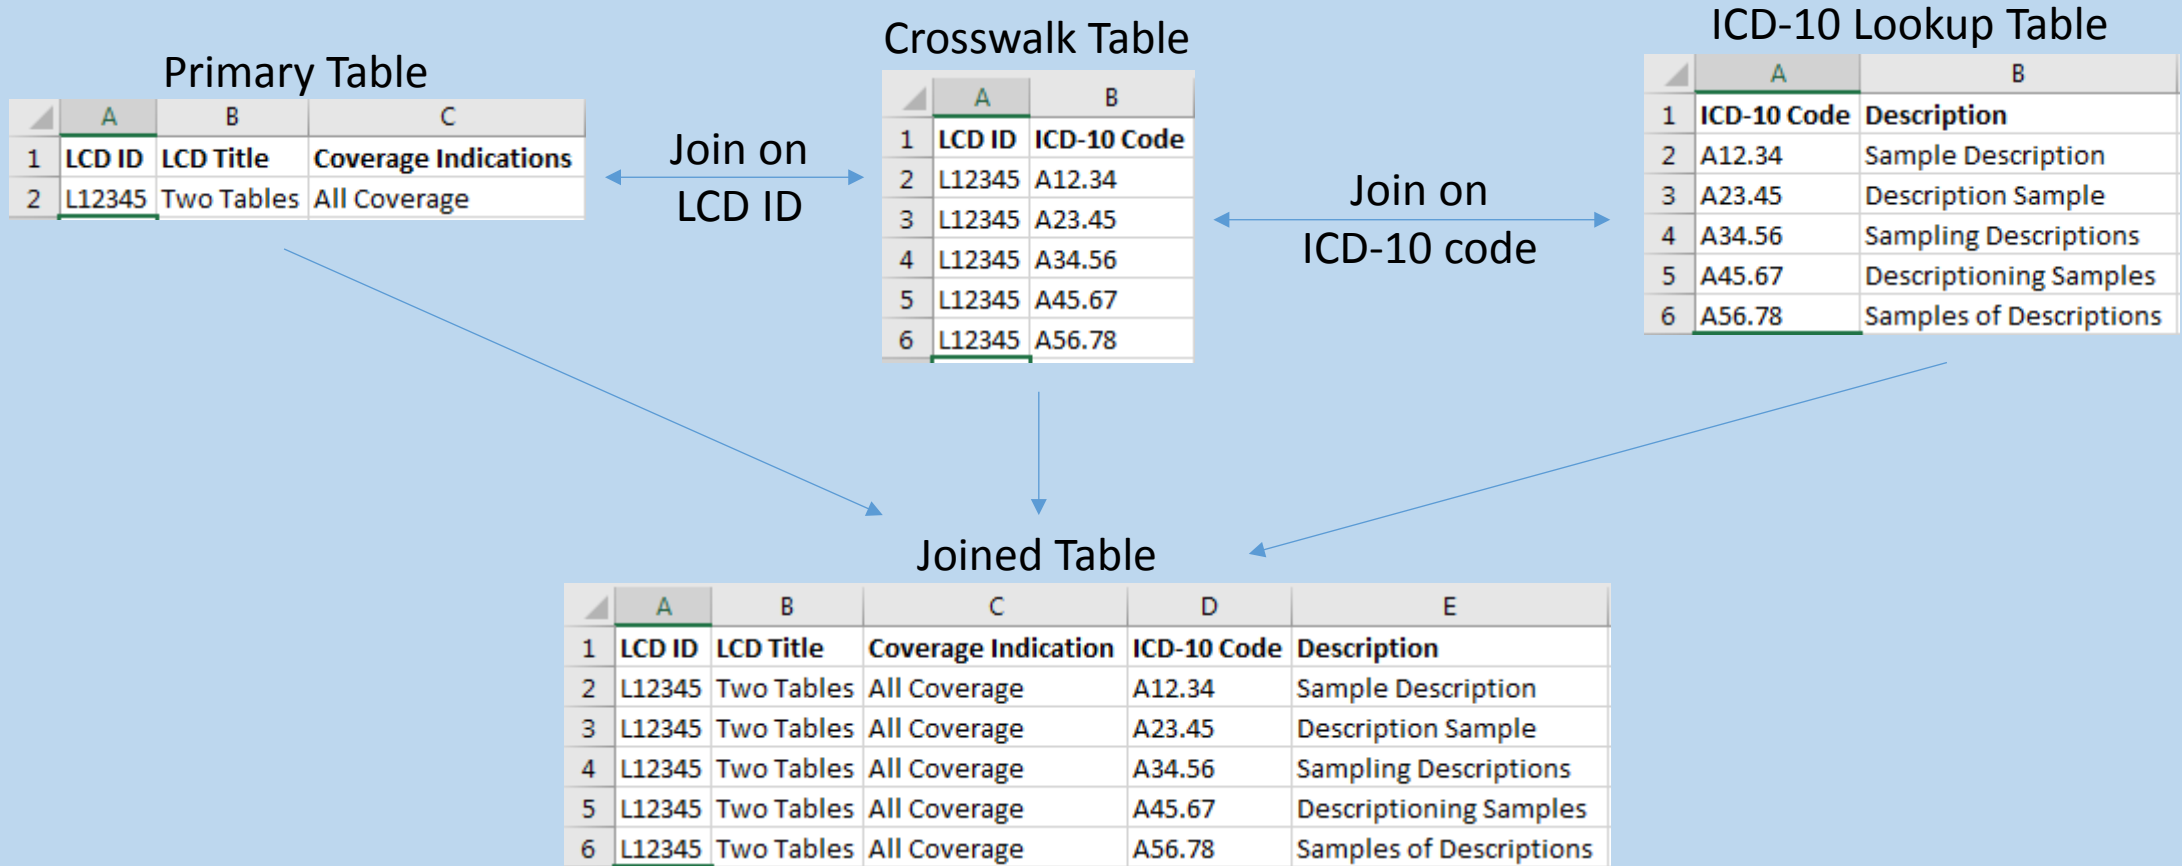 Primary Table
A B C
1 LCD ID LCD Title Coverage Indications
2 L12345 Two Tables All Coverage
Join on
LCD ID
Crosswalk Table
A B
1 LCD ID ICD-10 Code
2 L12345 A12.34
3 L12345 A23.45
4 L12345 A34.56
5 L12345 A45.67
6 L12345 A56.78
Join on
ICD-10 code
ICD-10 Lookup Table
A B
1 ICD-10 Code Description
2 A12.34 Sample Description
3 A23.45 Description Sample
4 A34.56 Sampling Descriptions
5 A45.67 Descriptioning Samples
6 A56.78 Samples of Descriptions
Joined Table
A B C D E
1 LCD ID LCD Title Coverage Indication ICD-10 Code Description
2 L12345 Two Tables All Coverage A12.34 Sample Description
3 L12345 Two Tables All Coverage A23.45 Description Sample
4 L12345 Two Tables All Coverage A34.56 Sampling Descriptions
5 L12345 Two Tables All Coverage A45.67 Descriptioning Samples
6 L12345 Two Tables All Coverage A56.78 Samples of Descriptions